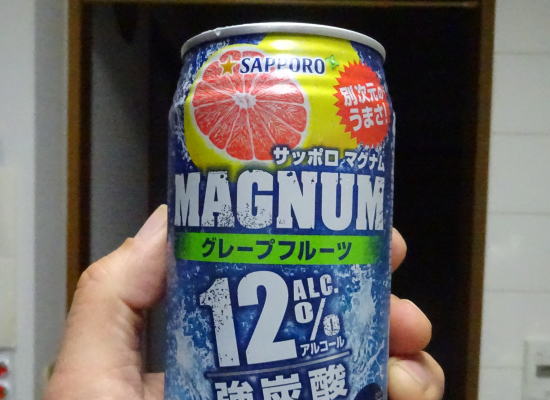 SAPPORO
別次元の
うまさ!
サッポロ マグナム
MAGNUM
グレープフルーツ
12 ALC.
%
アルコール
強炭酸